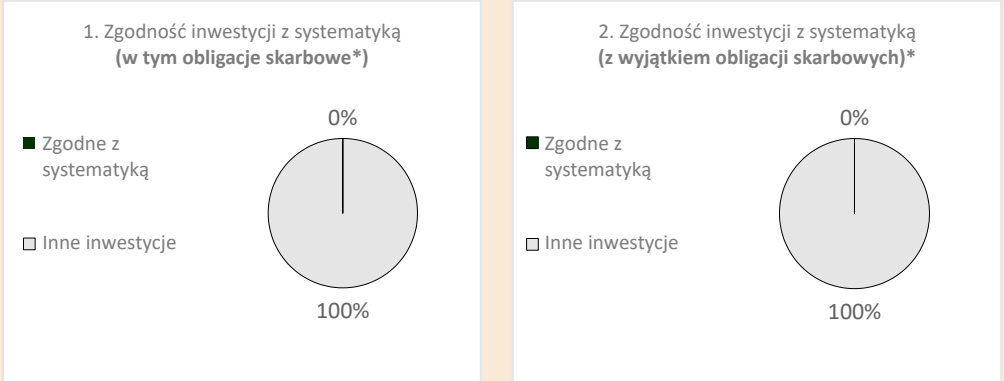 1. Zgodność inwestycji z systematyką
(w tym obligacje skarbowe*)
0%
Zgodne z
systematyką
Inne inwestycje
100%
2. Zgodność inwestycji z systematyką
(z wyjątkiem obligacji skarbowych)*
0%
Zgodne z
systematyką
Inne inwestycje
100%